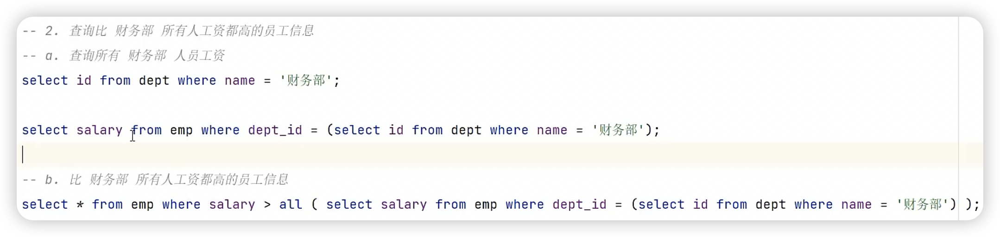 -- 2. 查询比 财务部 所有人工资都高的员工信息
-- a. 查询所有 财务部 人员工资
select id from dept where name = '财务部';
select salary from emp where dept_id = (select id from dept where name = '财务部');
-- b. 比 财务部 所有人工资都高的员工信息
select * from emp where salary > all ( select salary from emp where dept_id = (select id from dept where name = '财务部') );